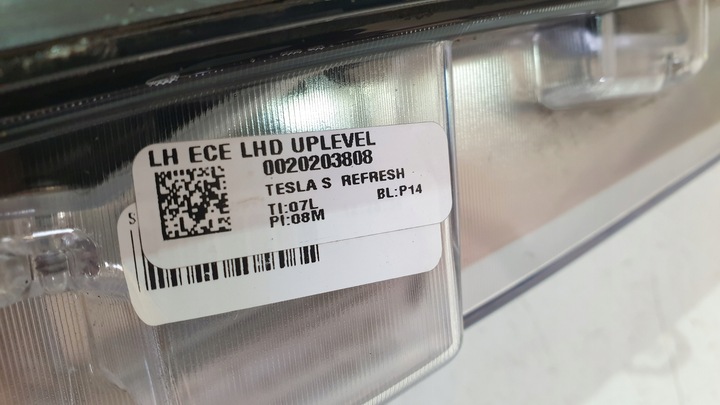 LH ECE LHD UPLEVEL
0020203808
TESLA S REFRESH
TI:07L BL:P14
PI:08M
S